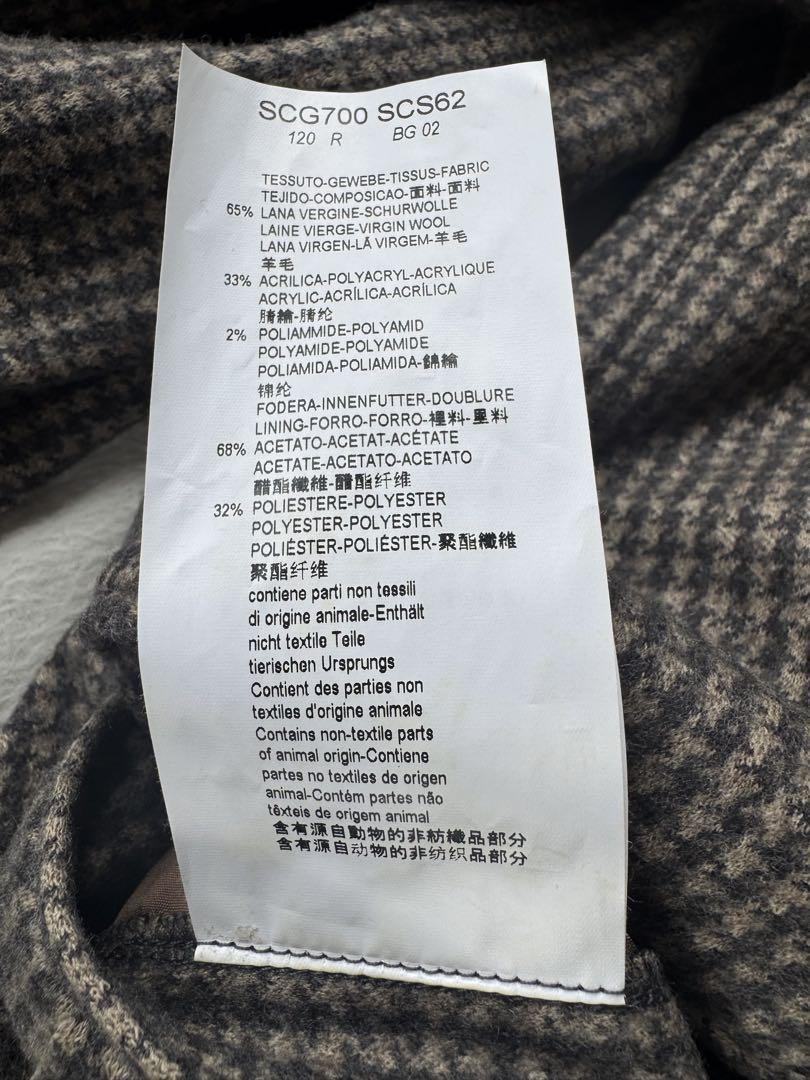 SCG700 SCS62
120 R BG 02
TESSUTO-GEWEBE-TISSUS-FABRIC
TEJIDO-COMPOSICAO-面料-面料
65% LANA VERGINE-SCHURWOLLE
LAINE VIERGE-VIRGIN WOOL
LANA VIRGEN-LÃ VIRGEM-羊毛
羊毛
33% ACRILICA-POLYACRYL-ACRYLIQUE
ACRYLIC-ACRÍLICA-ACRÍLICA
腈綸-腈纶
2% POLIAMMIDE-POLYAMID
POLYAMIDE-POLYAMIDE
POLIAMIDA-POLIAMIDA-錦綸
锦纶
FODERA-INNENFUTTER-DOUBLURE
LINING-FORRO-FORRO-裡料-里料
68% ACETATO-ACETAT-ACÉTATE
ACETATE-ACETATO-ACETATO
醋酯纖維-醋酯纤维
32% POLIESTERE-POLYESTER
POLYESTER-POLYESTER
POLIÉSTER-POLIÉSTER-聚酯纖維
聚酯纤维
contiene parti non tessili
di origine animale-Enthält
nicht textile Teile
tierischen Ursprungs
Contient des parties non
textiles d'origine animale
Contains non-textile parts
of animal origin-Contiene
partes no textiles de origen
animal-Contém partes não
têxteis de origem animal
含有源自動物的非紡織品部分
含有源自动物的非纺织品部分